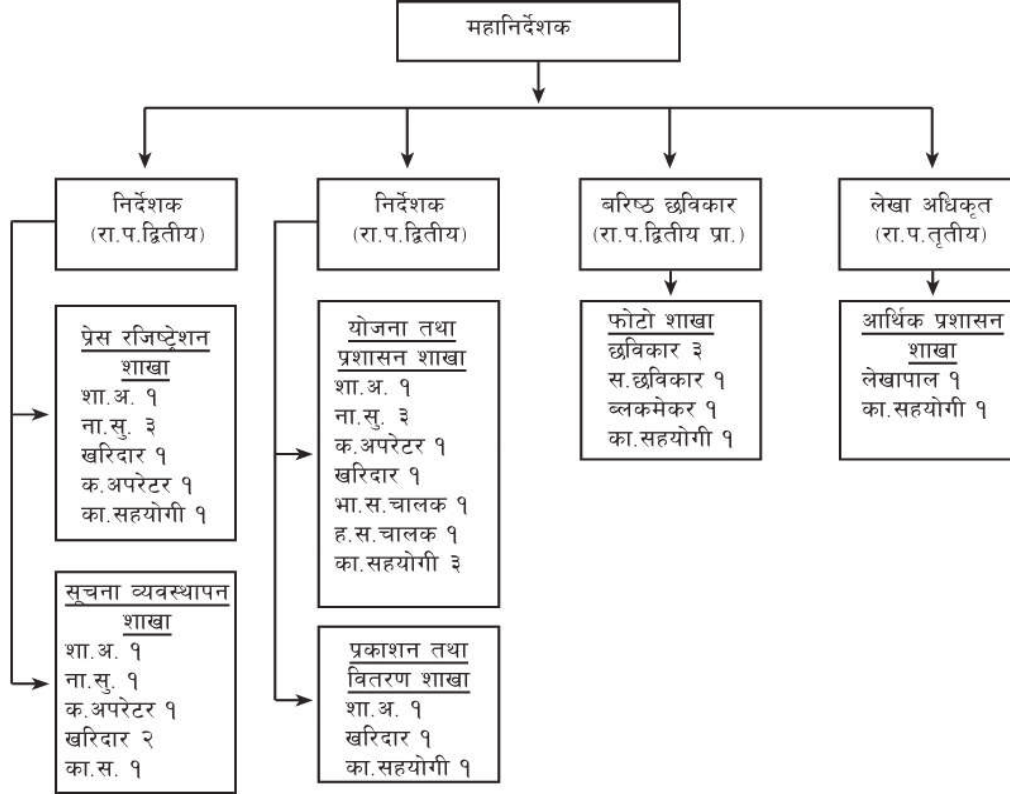 महानिर्देशक
निर्देशक
(रा.प.द्वितीय)
निर्देशक
(रा.प.द्वितीय)
बरिष्ठ छविकार
(रा.प.द्वितीय प्रा.)
लेखा अधिकृत
(रा.प.तृतीय)
प्रेस रजिष्ट्रेशन
शाखा
शा.अ. १
ना.सु. ३
खरिदार १
क.अपरेटर १
का.सहयोगी १
सूचना व्यवस्थापन
शाखा
शा.अ. १
ना.सु. १
क.अपरेटर १
खरिदार २
का.स. १
योजना तथा
प्रशासन शाखा
शा.अ. १
ना.सु. ३
क.अपरेटर १
खरिदार १
भा.स.चालक १
ह.स.चालक १
का.सहयोगी ३
प्रकाशन तथा
वितरण शाखा
शा.अ. १
खरिदार १
का.सहयोगी १
फोटो शाखा
छविकार ३
स.छविकार १
ब्लकमेकर १
का.सहयोगी १
आर्थिक प्रशासन
शाखा
लेखापाल १
का.सहयोगी १